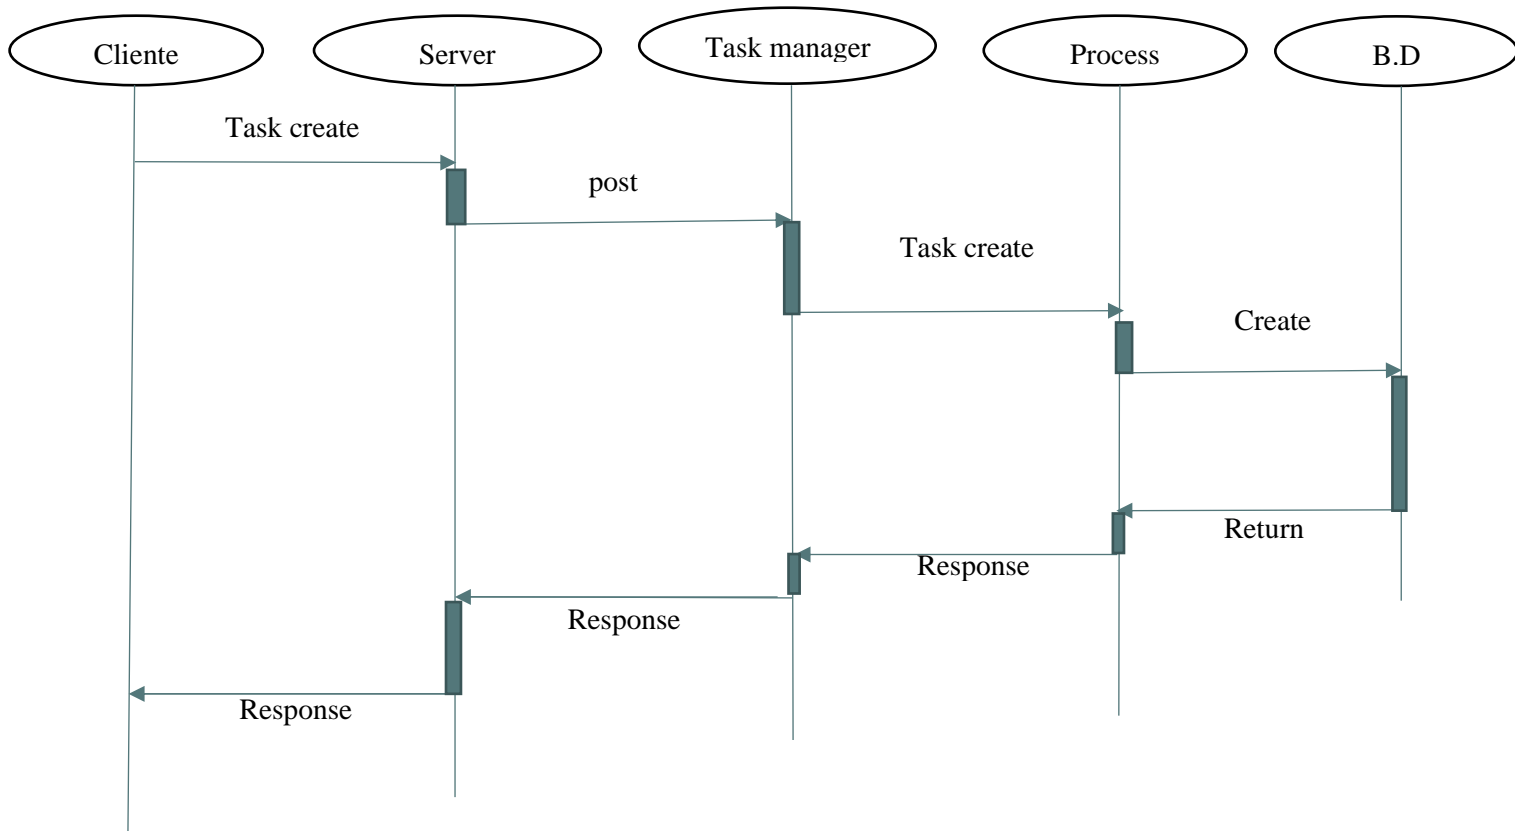 Cliente
Server
Task manager
Process
B.D
Task create
post
Task create
Create
Return
Response
Response
Response